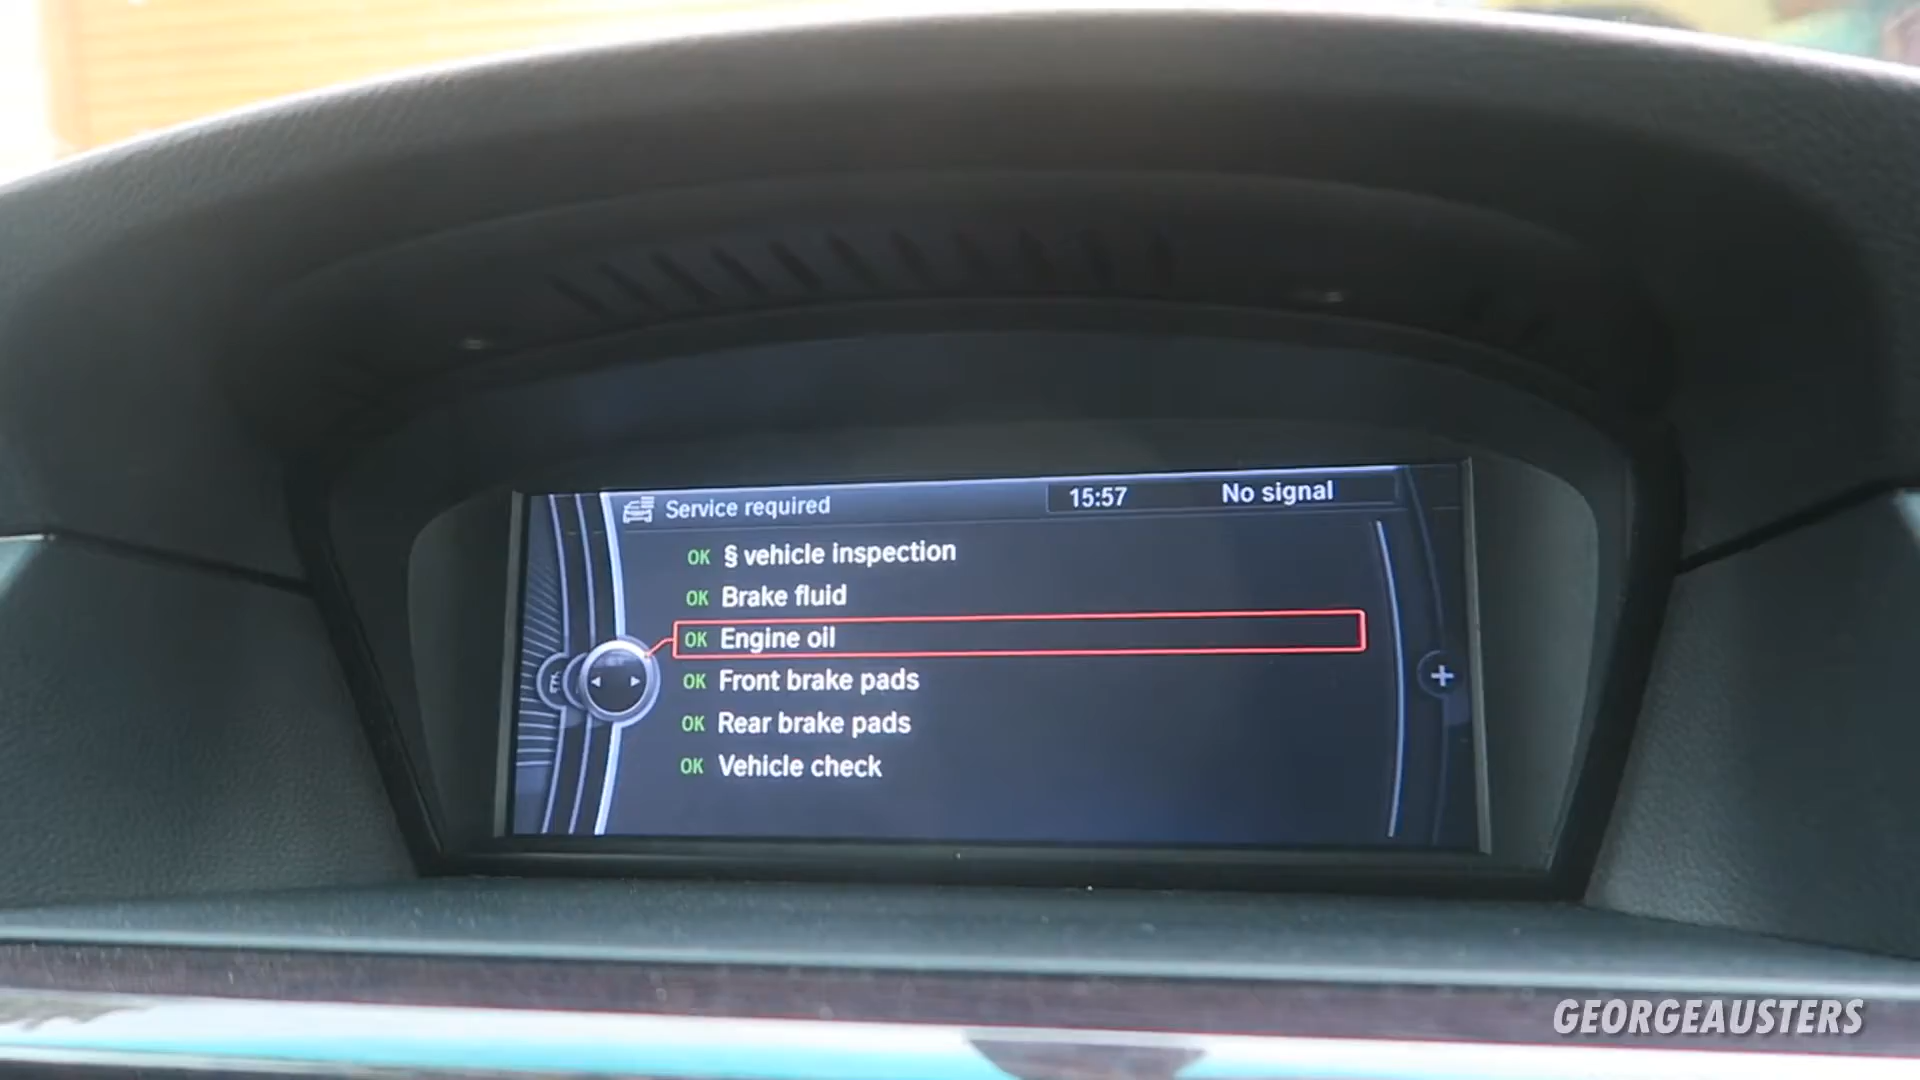 Service required
15:57
No signal
OK § vehicle inspection
OK Brake fluid
OK Engine oil
OK Front brake pads
OK Rear brake pads
OK Vehicle check
GEORGEAUSTERS